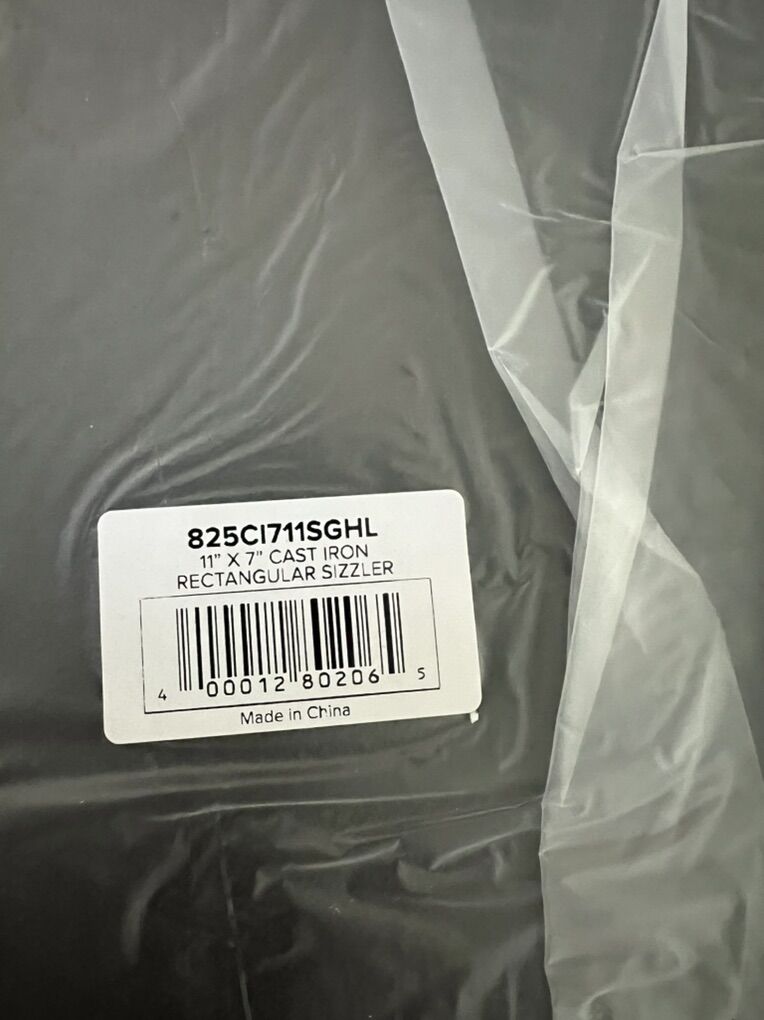 825CI711SGHL
11" X 7" CAST IRON
RECTANGULAR SIZZLER
4 00012 80206 5
Made in China